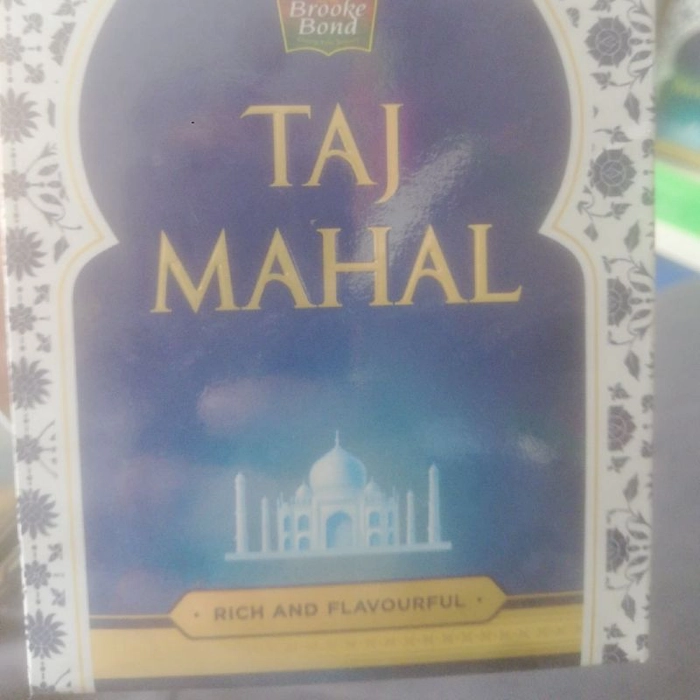 Brooke
Bond
TAJ
MAHAL
RICH AND FLAVOURFUL